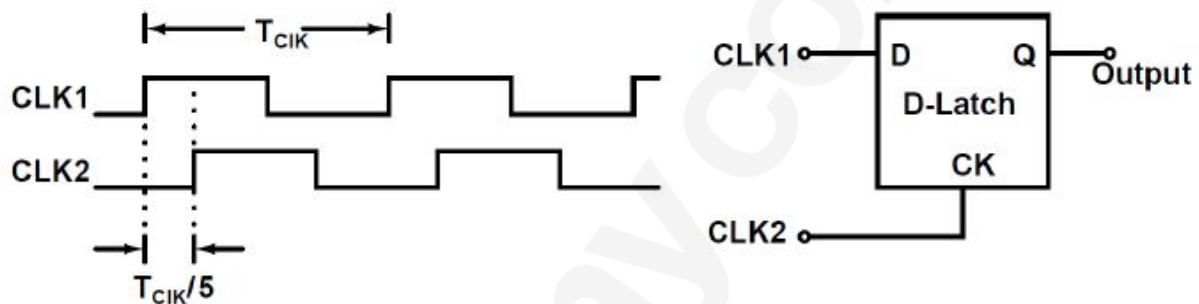 T_CIK
CLK1
CLK2
T_CIK/5
CLK1
D
Q
Output
D-Latch
CK
CLK2